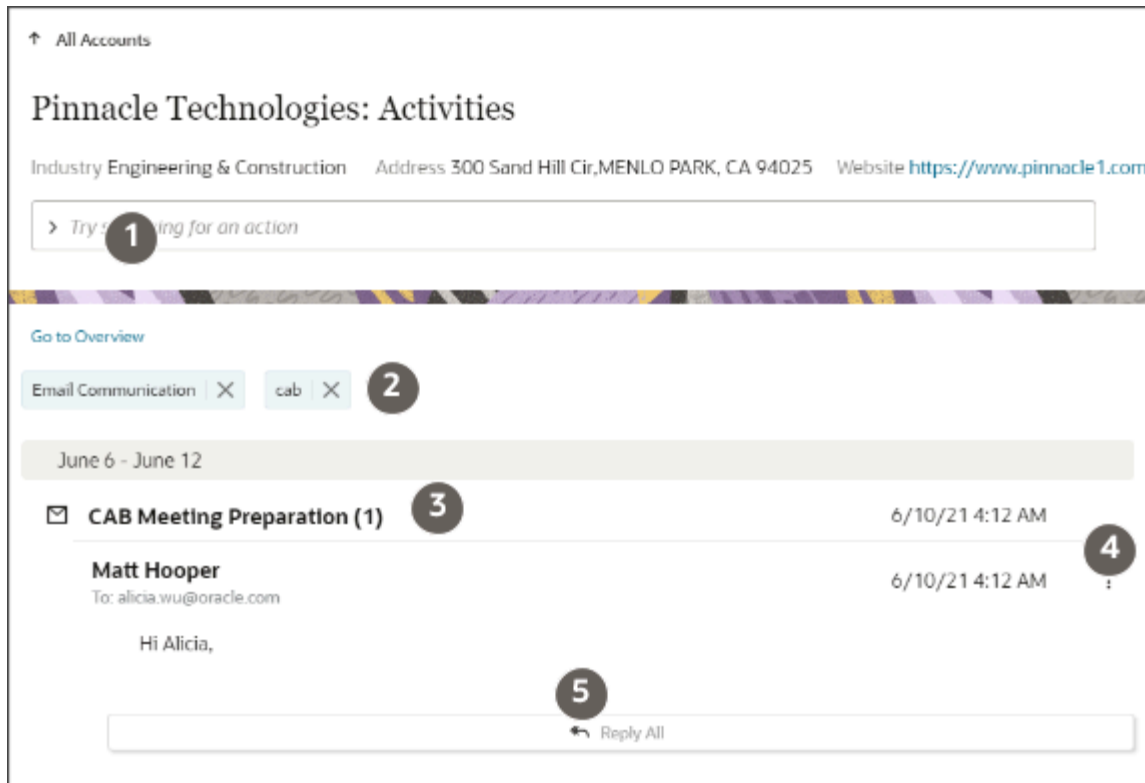 ↑ All Accounts
Pinnacle Technologies: Activities
Industry Engineering & Construction Address 300 Sand Hill Cir,MENLO PARK, CA 94025 Website https://www.pinnacle1.com
> Try ing for an action
1
Go to Overview
Email Communication X cab X 2
June 6 - June 12
CAB Meeting Preparation (1) 3 6/10/21 4:12 AM
4
Matt Hooper 6/10/21 4:12 AM
To: alicia.wu@oracle.com
Hi Alicia,
5
Reply All